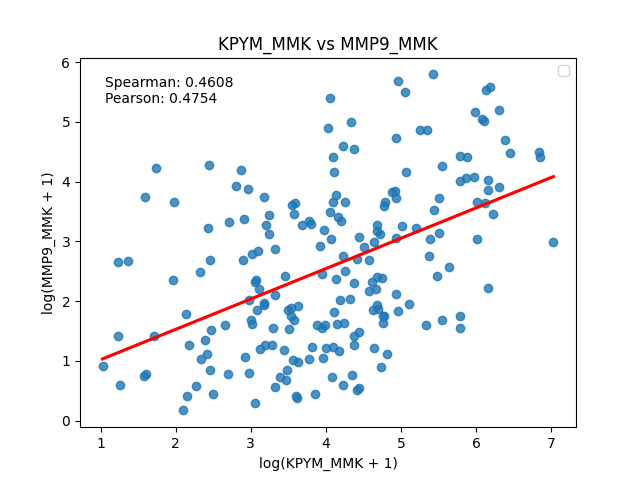 KPYM_MMK vs MMP9_MMK
Spearman: 0.4608
Pearson: 0.4754
log(MMP9_MMK + 1)
6
5
4
3
2
1
0
1 2 3 4 5 6 7
log(KPYM_MMK + 1)